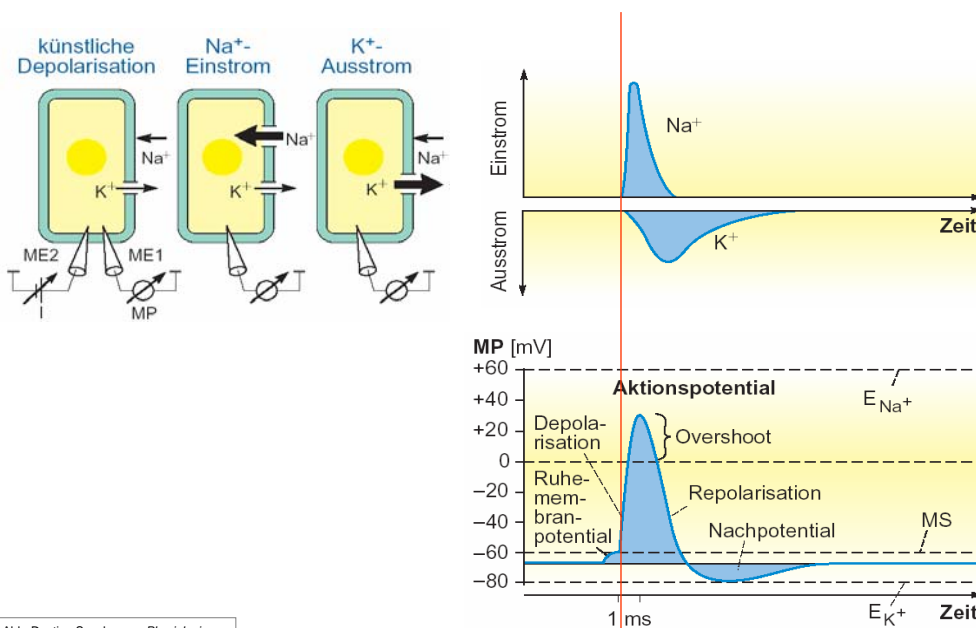 künstliche
Depolarisation
Na⁺-
Einstrom
K⁺-
Ausstrom
Na⁺
K⁺
Na⁺
K⁺
Na⁺
K⁺
ME2
ME1
I
MP
Einstrom
Na⁺
Ausstrom
K⁺
Zeit
MP [mV]
+60
+40
+20
0
–20
–40
–60
–80
Aktionspotential
E Na⁺
Depola-
risation
Overshoot
Ruhe-
mem-
bran-
potential
Repolarisation
Nachpotential
MS
E K⁺
1 ms
Zeit